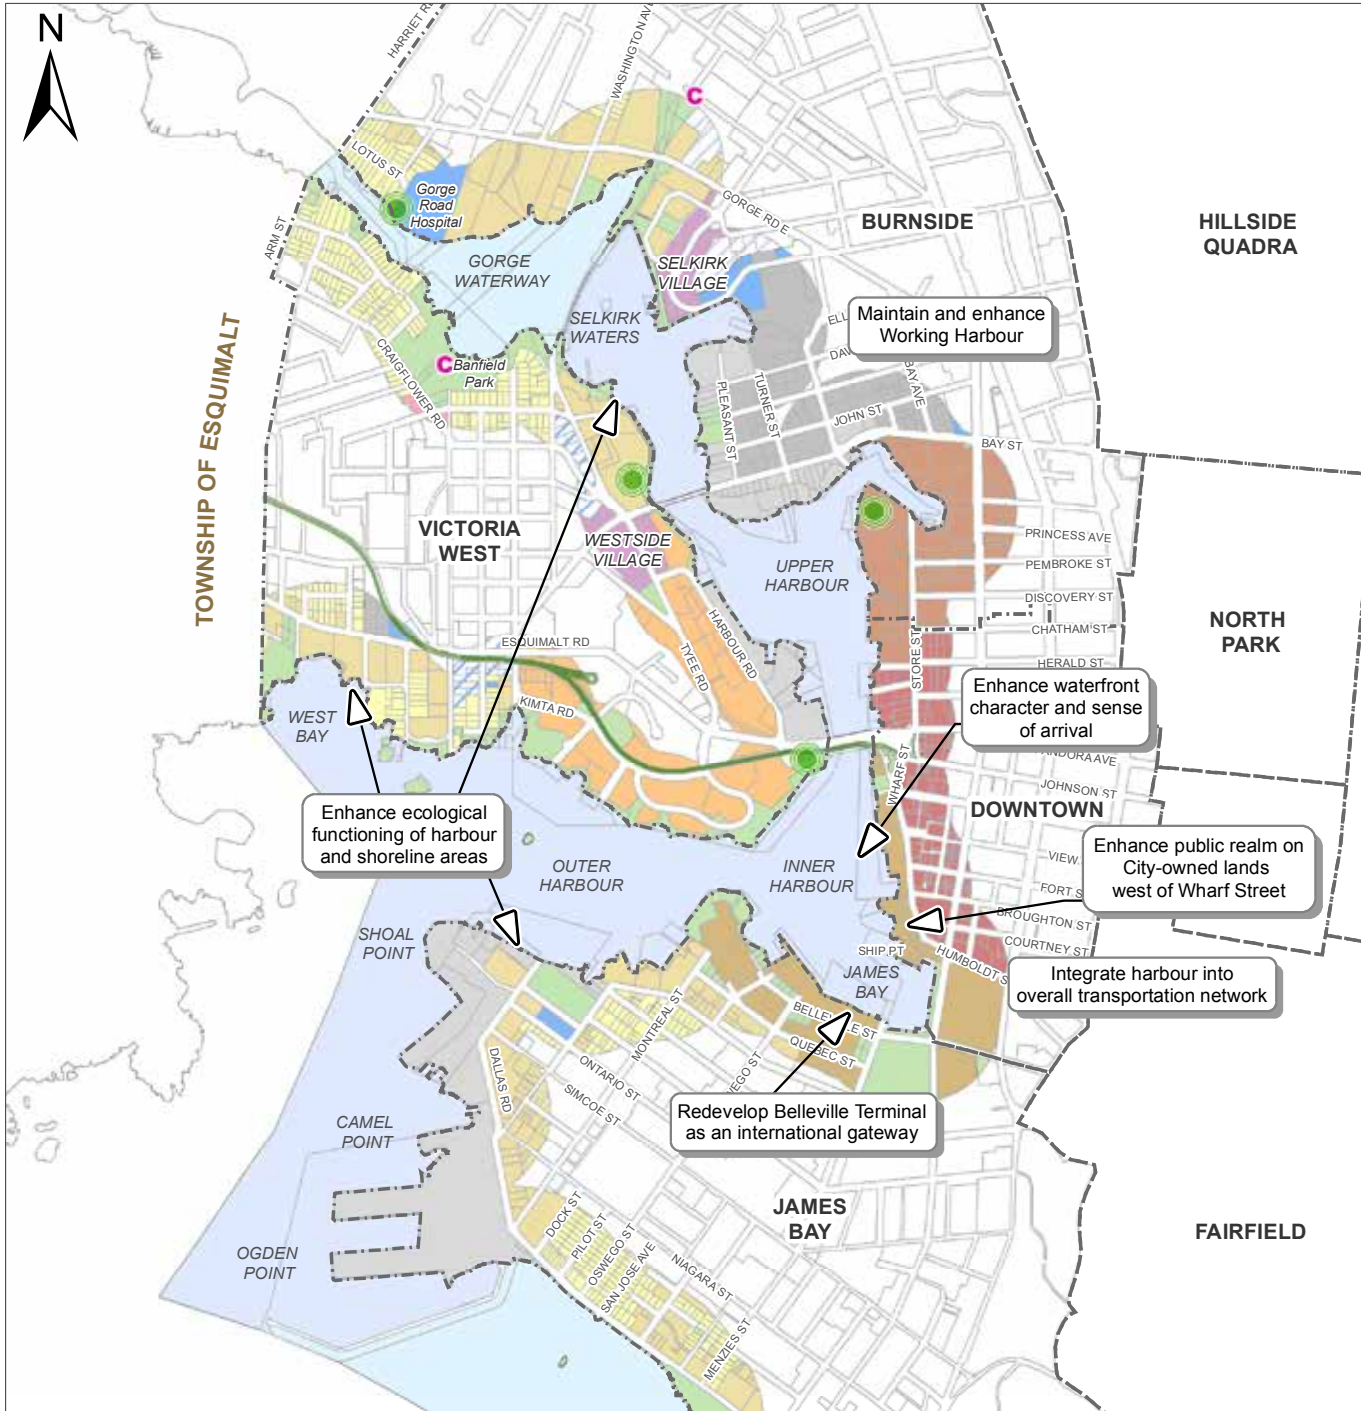 N
HARRIET RD
WASHINGTON AVE
C
LOTUS ST
Gorge
Road
Hospital
GORGE RD E
BURNSIDE
HILLSIDE
QUADRA
ARM ST
GORGE
WATERWAY
SELKIRK
VILLAGE
SELKIRK
WATERS
Maintain and enhance
Working Harbour
TOWNSHIP OF ESQUIMALT
CRAIGFLOWER RD
C
Banfield
Park
PLEASANT ST
TURNER ST
JOHN ST
BAY AVE
BAY ST
VICTORIA
WEST
WESTSIDE
VILLAGE
UPPER
HARBOUR
PRINCESS AVE
PEMBROKE ST
DISCOVERY ST
CHATHAM ST
HERALD ST
NORTH
PARK
STORE ST
ESQUIMALT RD
TYEE RD
HARBOUR RD
KIMTA RD
WEST
BAY
Enhance waterfront
character and sense
of arrival
WHARF ST
JOHNSON ST
DOWNTOWN
Enhance ecological
functioning of harbour
and shoreline areas
OUTER
HARBOUR
INNER
HARBOUR
VIEW
FORT S
Enhance public realm on
City-owned lands
west of Wharf Street
BROUGHTON ST
COURTNEY ST
HUMBOLDT S
SHOAL
POINT
SHIP PT
JAMES
BAY
Integrate harbour into
overall transportation network
BELLE LE ST
QUEBEC ST
MONTREAL ST
DALLAS RD
ONTARIO ST
SIMCOE ST
WEGO ST
Redevelop Belleville Terminal
as an international gateway
CAMEL
POINT
JAMES
BAY
FAIRFIELD
OGDEN
POINT
DOCK ST
PILOT ST
OSWEGO ST
SAN JOSE AVE
NIAGARA ST
MENZIES ST